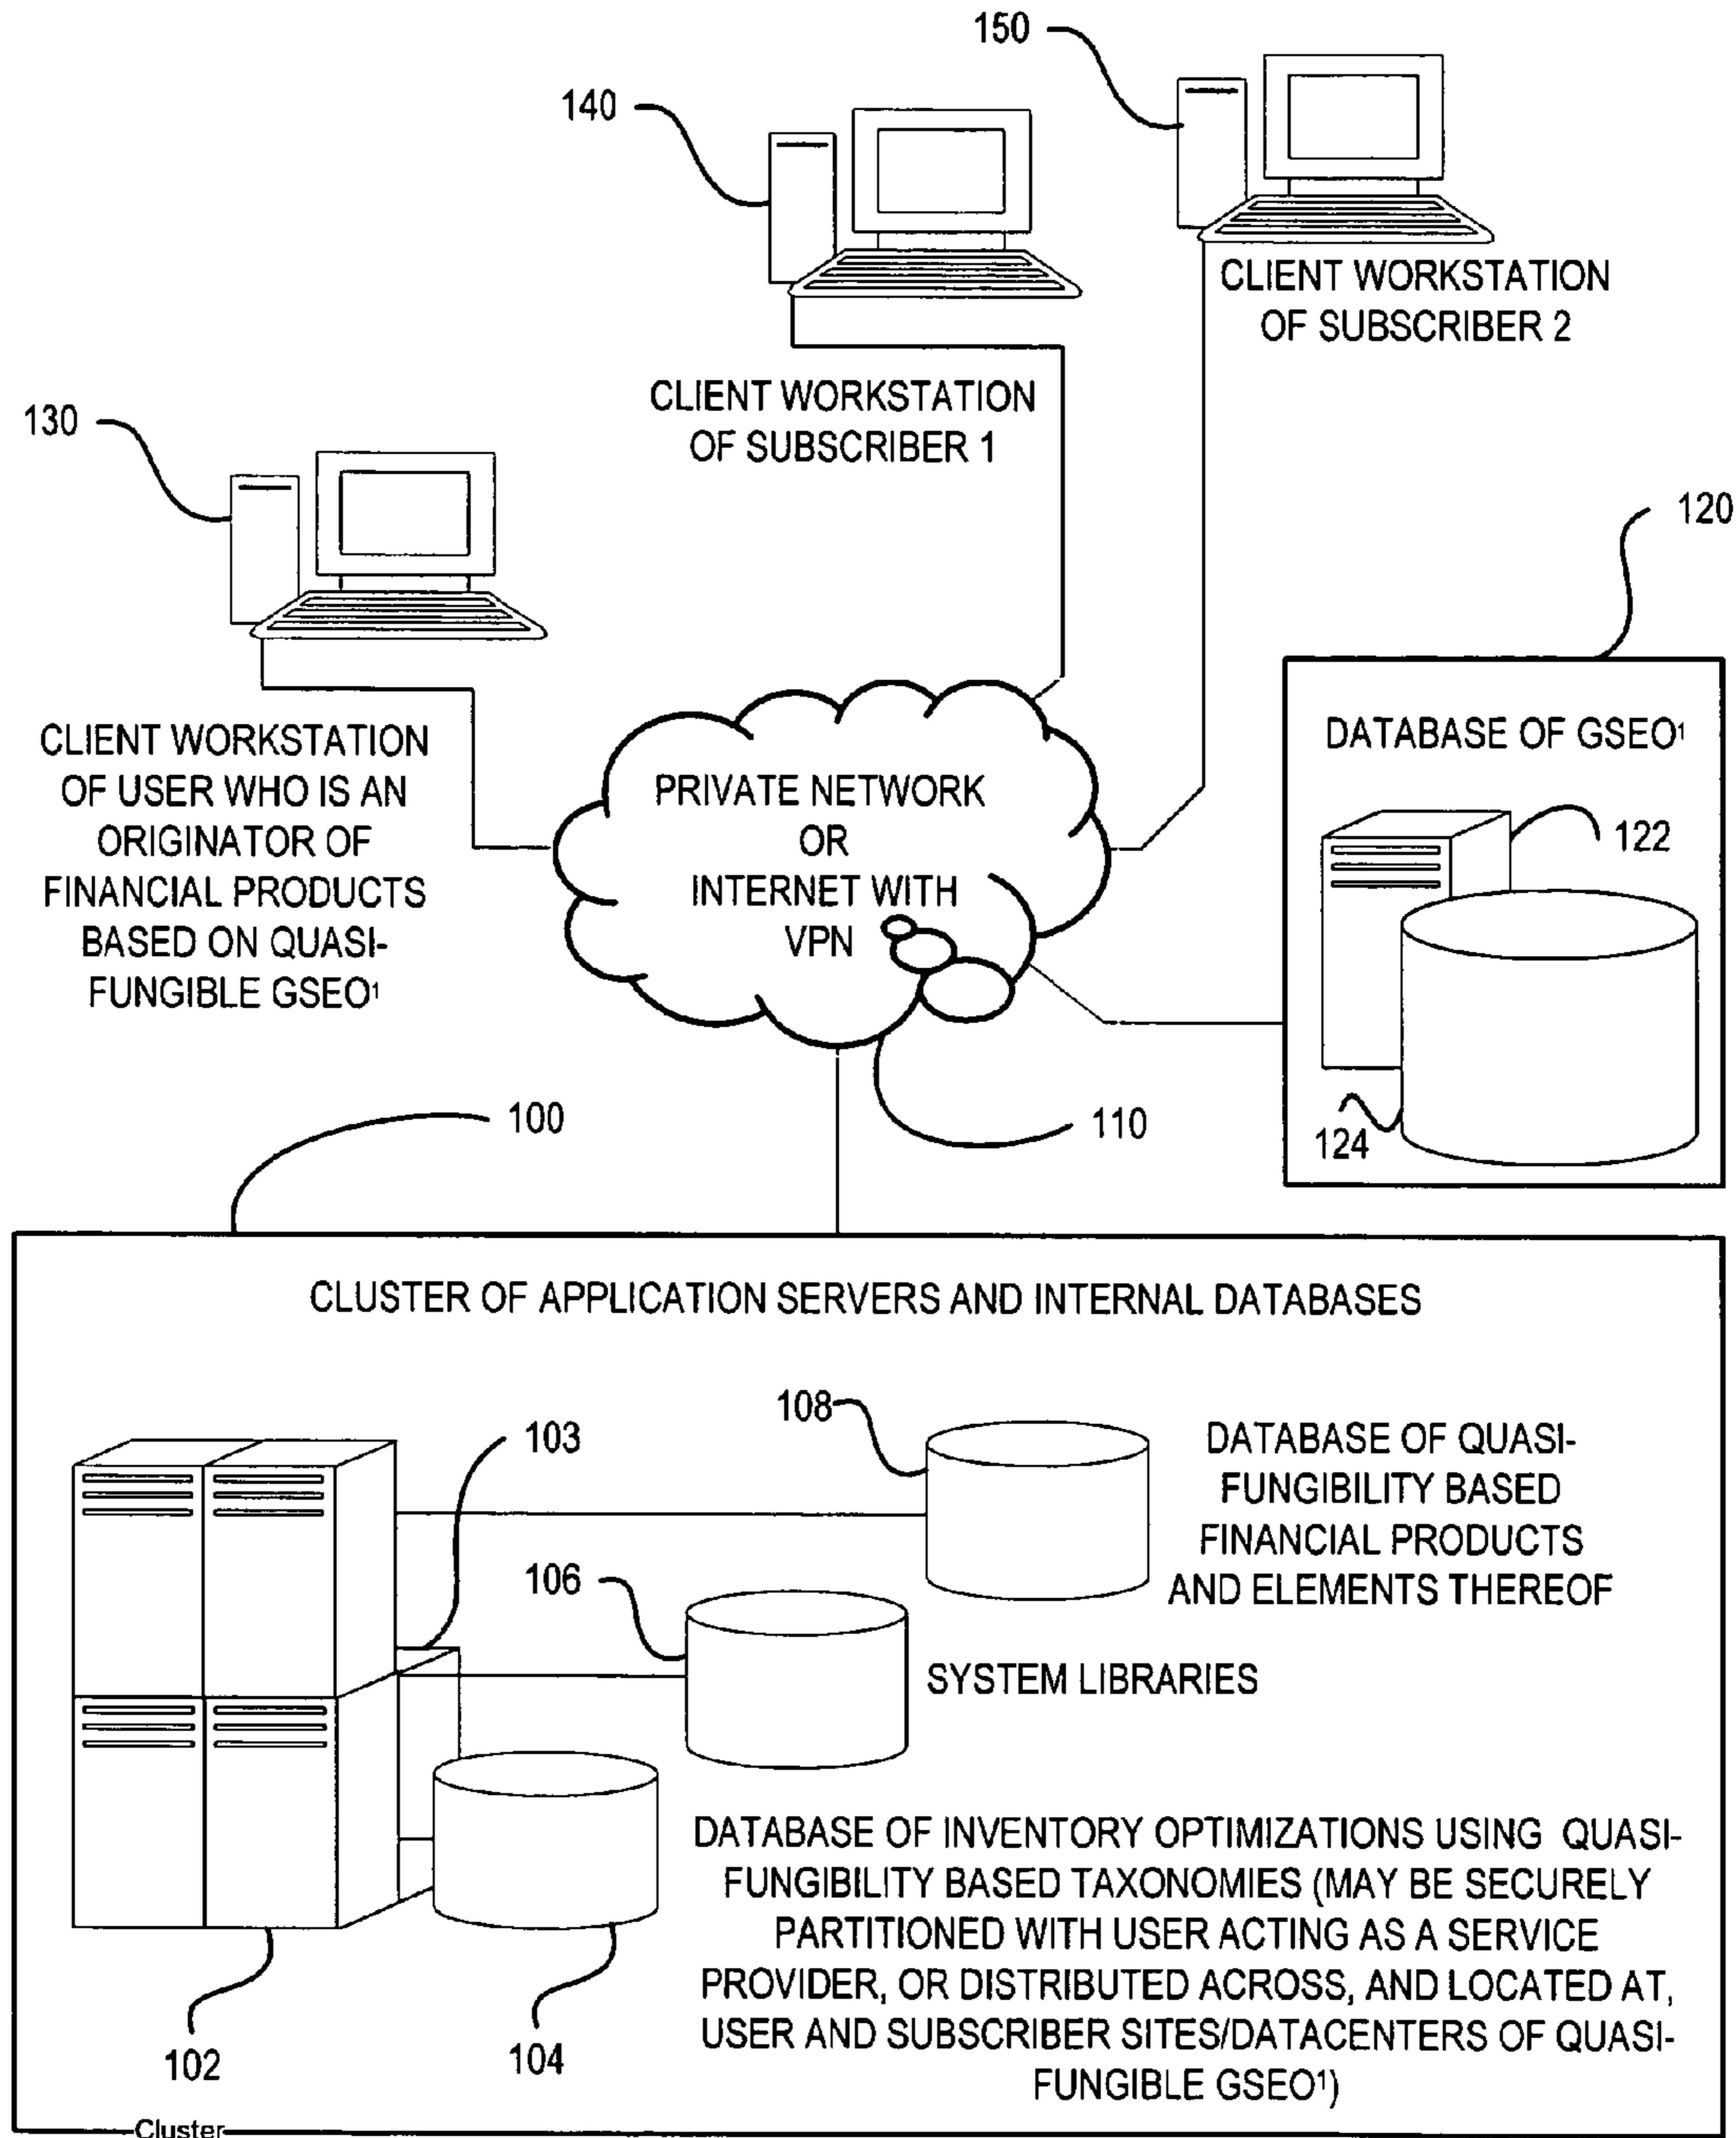 150
140
CLIENT WORKSTATION
OF SUBSCRIBER 2
CLIENT WORKSTATION
OF SUBSCRIBER 1
130
120
CLIENT WORKSTATION
OF USER WHO IS AN
ORIGINATOR OF
FINANCIAL PRODUCTS
BASED ON QUASI-
FUNGIBLE GSEO¹
PRIVATE NETWORK
OR
INTERNET WITH
VPN
DATABASE OF GSEO¹
122
124
100
110
CLUSTER OF APPLICATION SERVERS AND INTERNAL DATABASES
108
103
DATABASE OF QUASI-
FUNGIBILITY BASED
FINANCIAL PRODUCTS
AND ELEMENTS THEREOF
106
SYSTEM LIBRARIES
DATABASE OF INVENTORY OPTIMIZATIONS USING QUASI-
FUNGIBILITY BASED TAXONOMIES (MAY BE SECURELY
PARTITIONED WITH USER ACTING AS A SERVICE
PROVIDER, OR DISTRIBUTED ACROSS, AND LOCATED AT,
USER AND SUBSCRIBER SITES/DATACENTERS OF QUASI-
FUNGIBLE GSEO¹)
102
104
Cluster